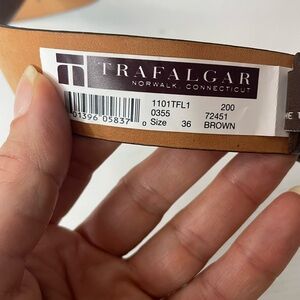 TRAFALGAR
NORWALK, CONNECTICUT
1101TFL1 200
0355 72451
01396 05837 0 Size 36 BROWN